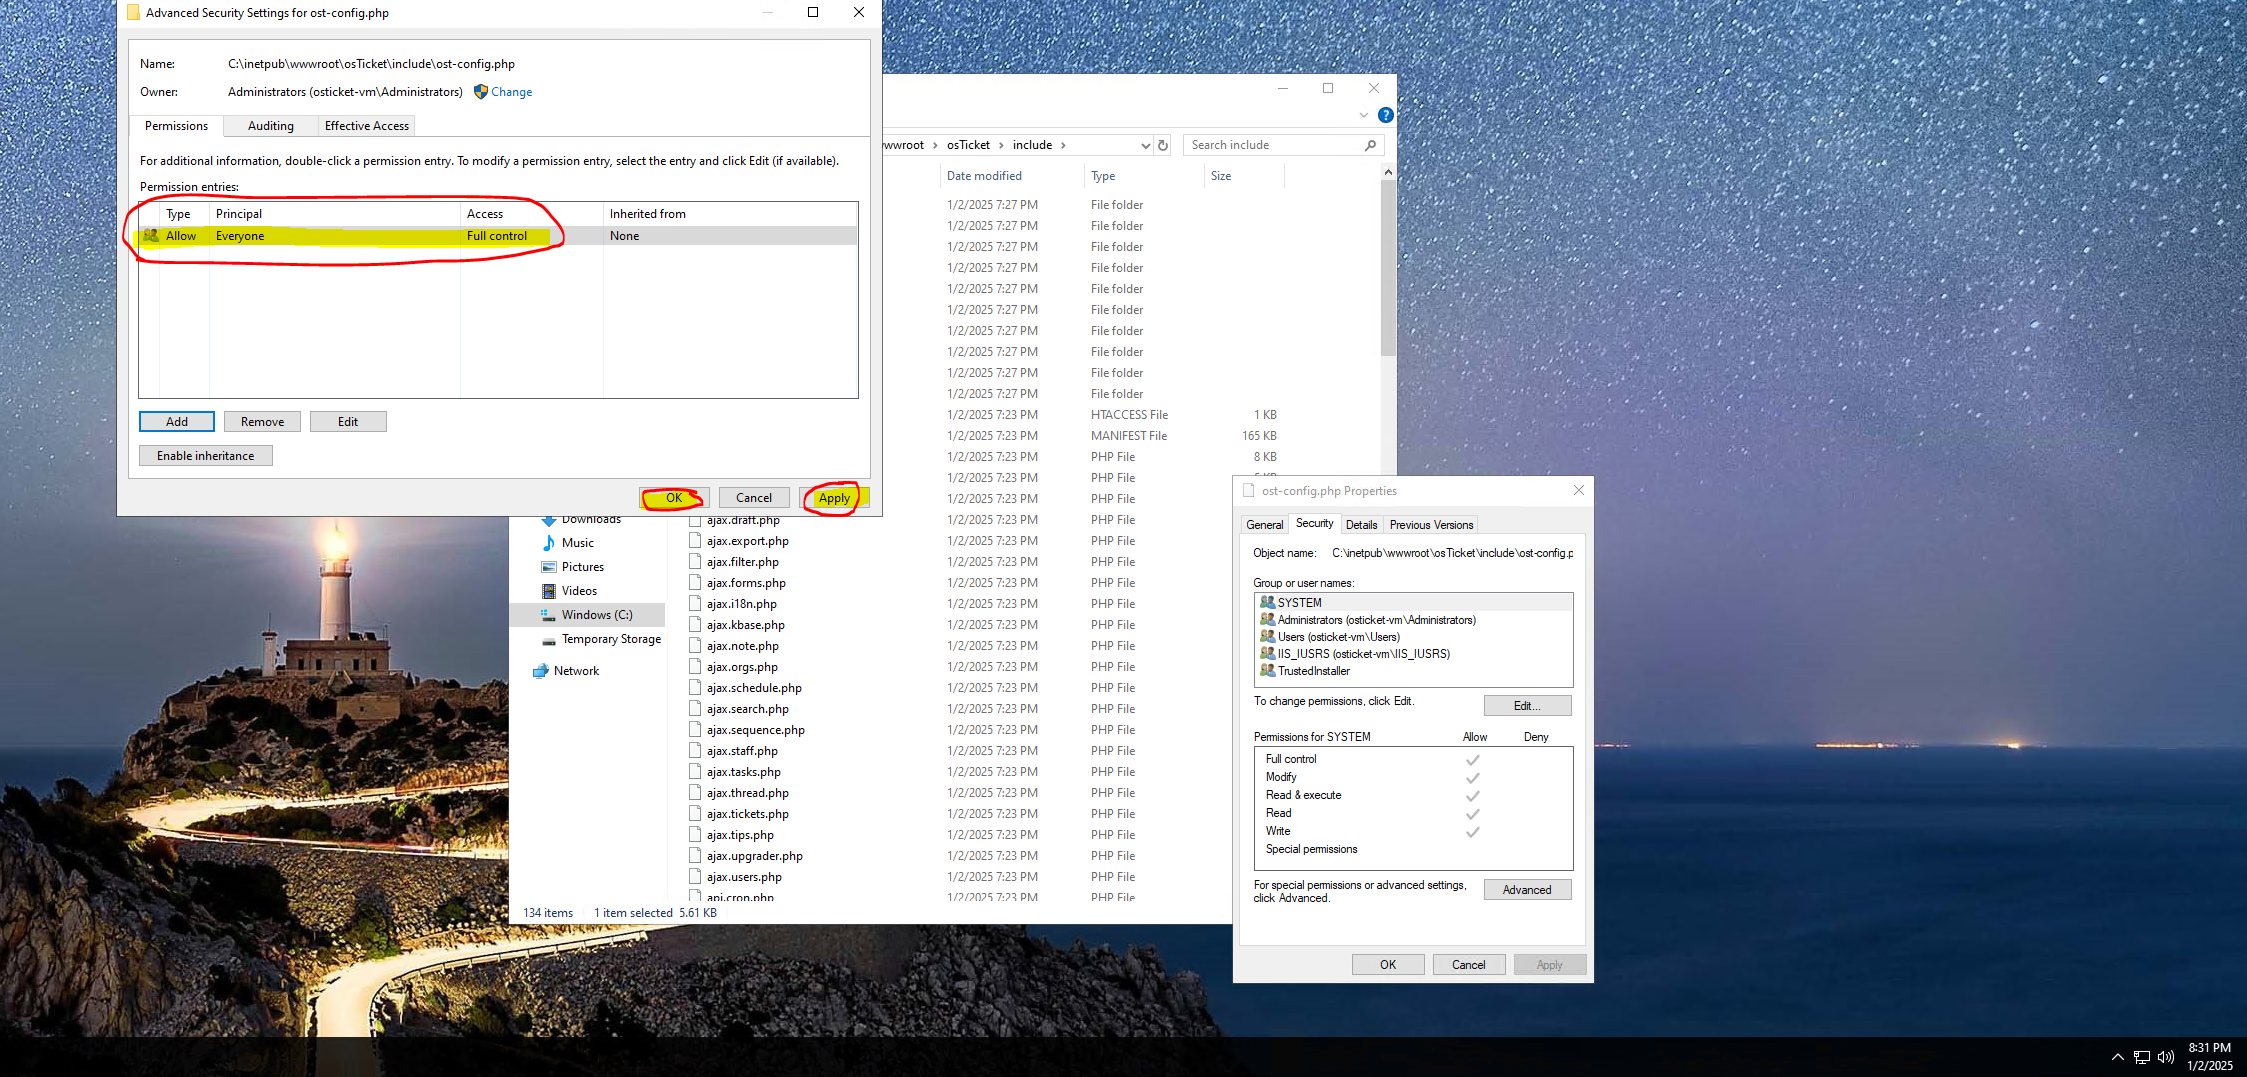 Advanced Security Settings for ost-config.php
Name: C:\inetpub\wwwroot\osTicket\include\ost-config.php
Owner: Administrators (osticket-vm\Administrators) Change
Permissions Auditing Effective Access
For additional information, double-click a permission entry. To modify a permission entry, select the entry and click Edit (if available).
Permission entries:
Type Principal Access Inherited from
Allow Everyone Full control None
Add Remove Edit
Enable inheritance
OK Cancel Apply
osTicket include Search include
Date modified Type Size
1/2/2025 7:27 PM File folder
1/2/2025 7:27 PM File folder
1/2/2025 7:27 PM File folder
1/2/2025 7:27 PM File folder
1/2/2025 7:27 PM File folder
1/2/2025 7:27 PM File folder
1/2/2025 7:27 PM File folder
1/2/2025 7:27 PM File folder
1/2/2025 7:27 PM File folder
1/2/2025 7:27 PM File folder
1/2/2025 7:23 PM HTACCESS File 1 KB
1/2/2025 7:23 PM MANIFEST File 165 KB
1/2/2025 7:23 PM PHP File 8 KB
1/2/2025 7:23 PM PHP File
1/2/2025 7:23 PM PHP File
Downloads
Music
Pictures
Videos
Windows (C:)
Temporary Storage
Network
ajax.draft.php 1/2/2025 7:23 PM PHP File
ajax.export.php 1/2/2025 7:23 PM PHP File
ajax.filter.php 1/2/2025 7:23 PM PHP File
ajax.forms.php 1/2/2025 7:23 PM PHP File
ajax.i18n.php 1/2/2025 7:23 PM PHP File
ajax.kbase.php 1/2/2025 7:23 PM PHP File
ajax.note.php 1/2/2025 7:23 PM PHP File
ajax.orgs.php 1/2/2025 7:23 PM PHP File
ajax.schedule.php 1/2/2025 7:23 PM PHP File
ajax.search.php 1/2/2025 7:23 PM PHP File
ajax.sequence.php 1/2/2025 7:23 PM PHP File
ajax.staff.php 1/2/2025 7:23 PM PHP File
ajax.tasks.php 1/2/2025 7:23 PM PHP File
ajax.thread.php 1/2/2025 7:23 PM PHP File
ajax.tickets.php 1/2/2025 7:23 PM PHP File
ajax.tips.php 1/2/2025 7:23 PM PHP File
ajax.upgrader.php 1/2/2025 7:23 PM PHP File
ajax.users.php 1/2/2025 7:23 PM PHP File
api.cron.php 1/2/2025 7:23 PM PHP File
134 items 1 item selected 5.61 KB
ost-config.php Properties
General Security Details Previous Versions
Object name: C:\inetpub\wwwroot\osTicket\include\ost-config.p
Group or user names:
SYSTEM
Administrators (osticket-vm\Administrators)
Users (osticket-vm\Users)
IIS_IUSRS (osticket-vm\IIS_IUSRS)
TrustedInstaller
To change permissions, click Edit. Edit...
Permissions for SYSTEM Allow Deny
Full control
Modify
Read & execute
Read
Write
Special permissions
For special permissions or advanced settings, click Advanced. Advanced
OK Cancel Apply
8:31 PM
1/2/2025